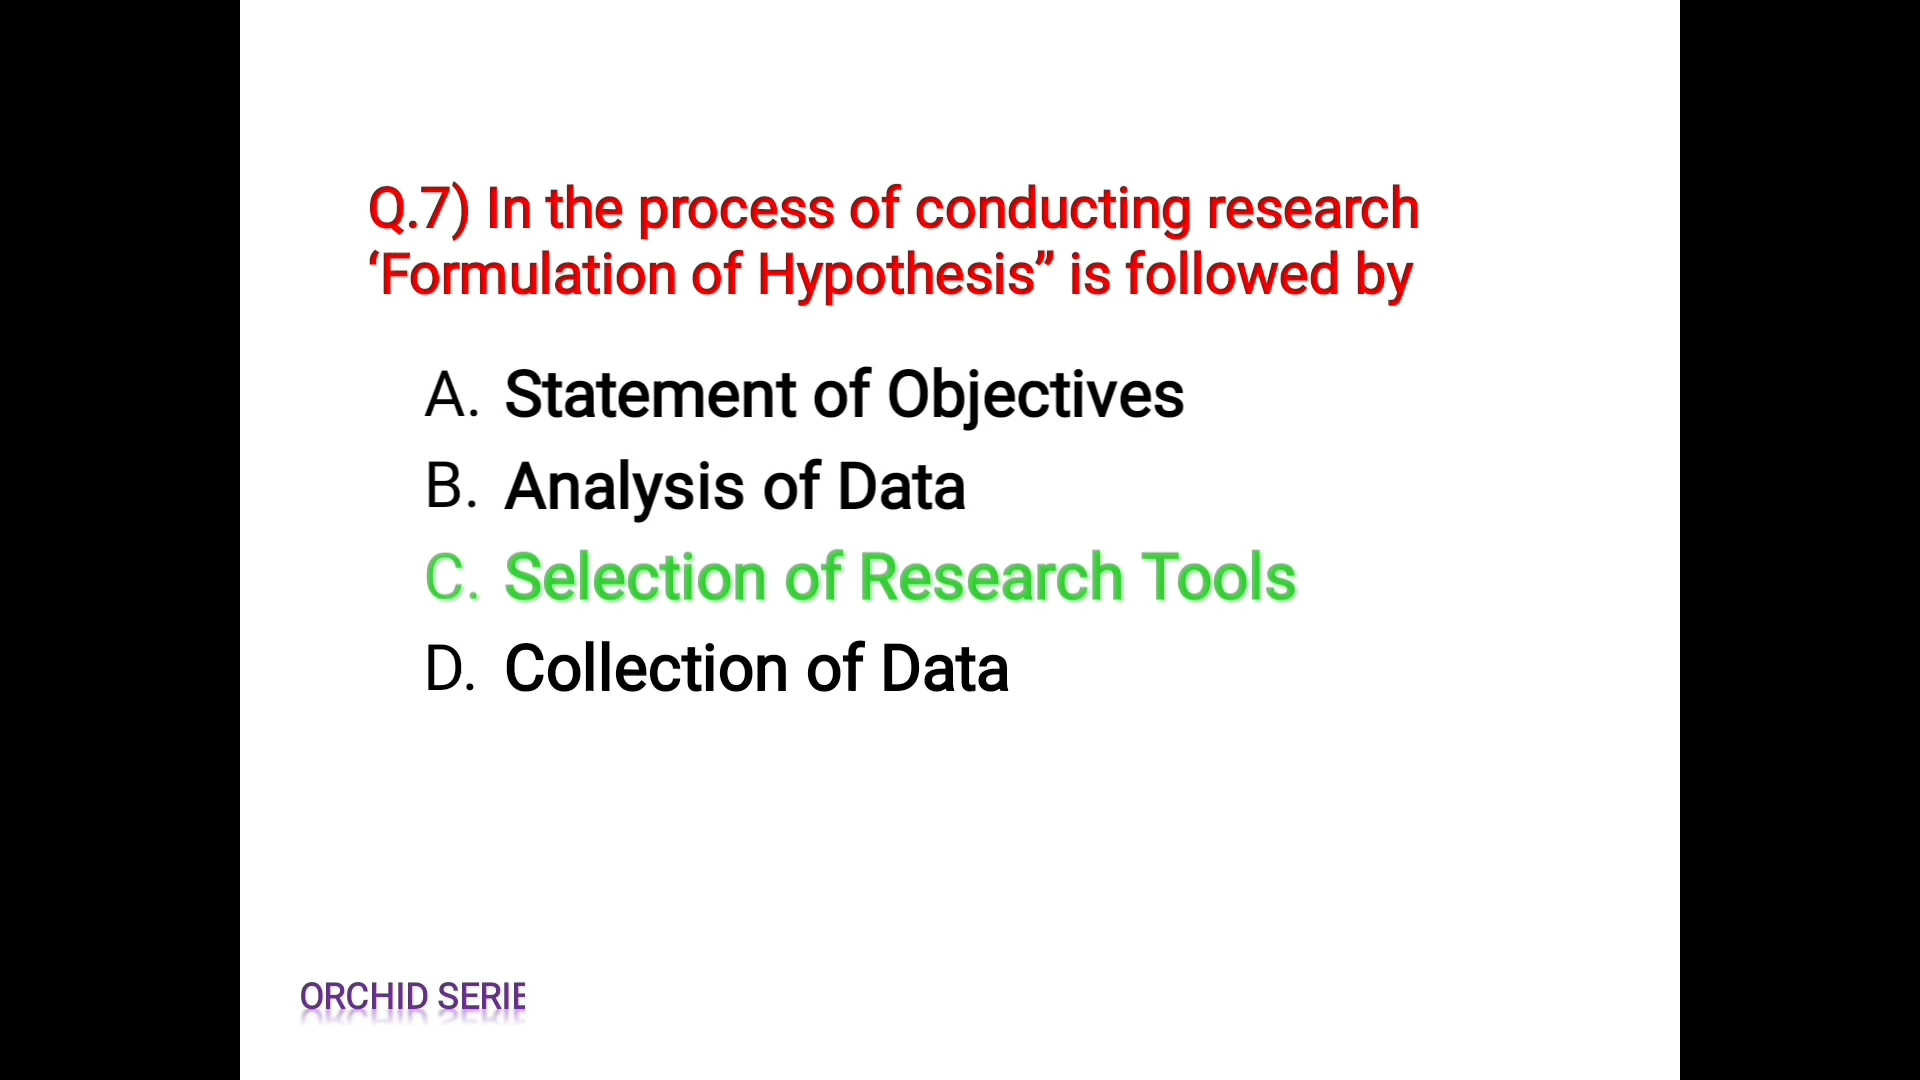 Q.7) In the process of conducting research
‘Formulation of Hypothesis” is followed by
A. Statement of Objectives
B. Analysis of Data
C. Selection of Research Tools
D. Collection of Data
ORCHID SERIE